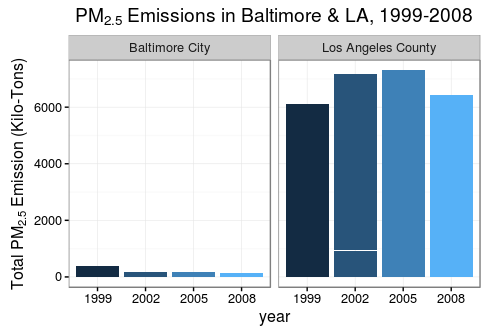 PM2.5 Emissions in Baltimore & LA, 1999-2008
Baltimore City
Los Angeles County
Total PM2.5 Emission (Kilo-Tons)
6000
4000
2000
0
1999 2002 2005 2008
1999 2002 2005 2008
year